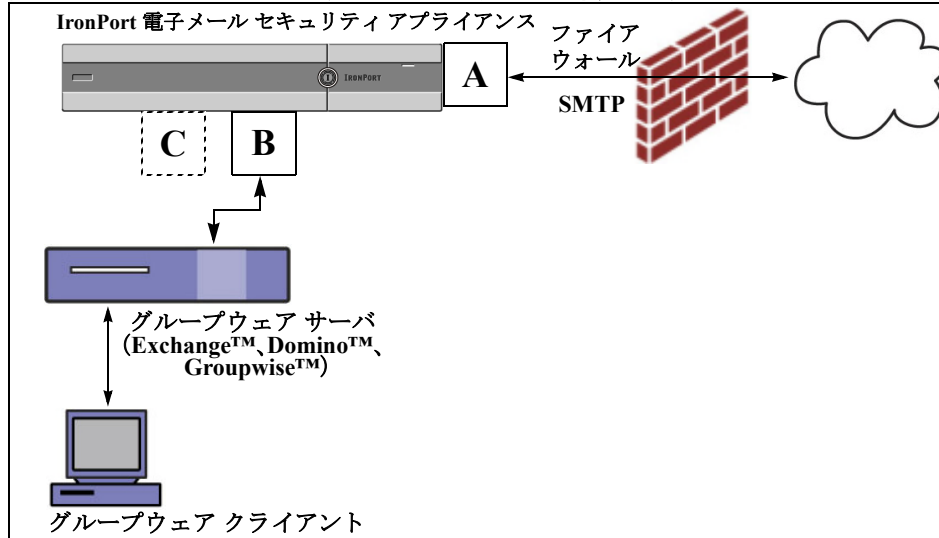 IronPort 電子メール セキュリティ アプライアンス
ファイア
ウォール
IRONPORT
A
SMTP
C
B
グループウェア サーバ
(Exchange™、Domino™、
Groupwise™)
グループウェア クライアント